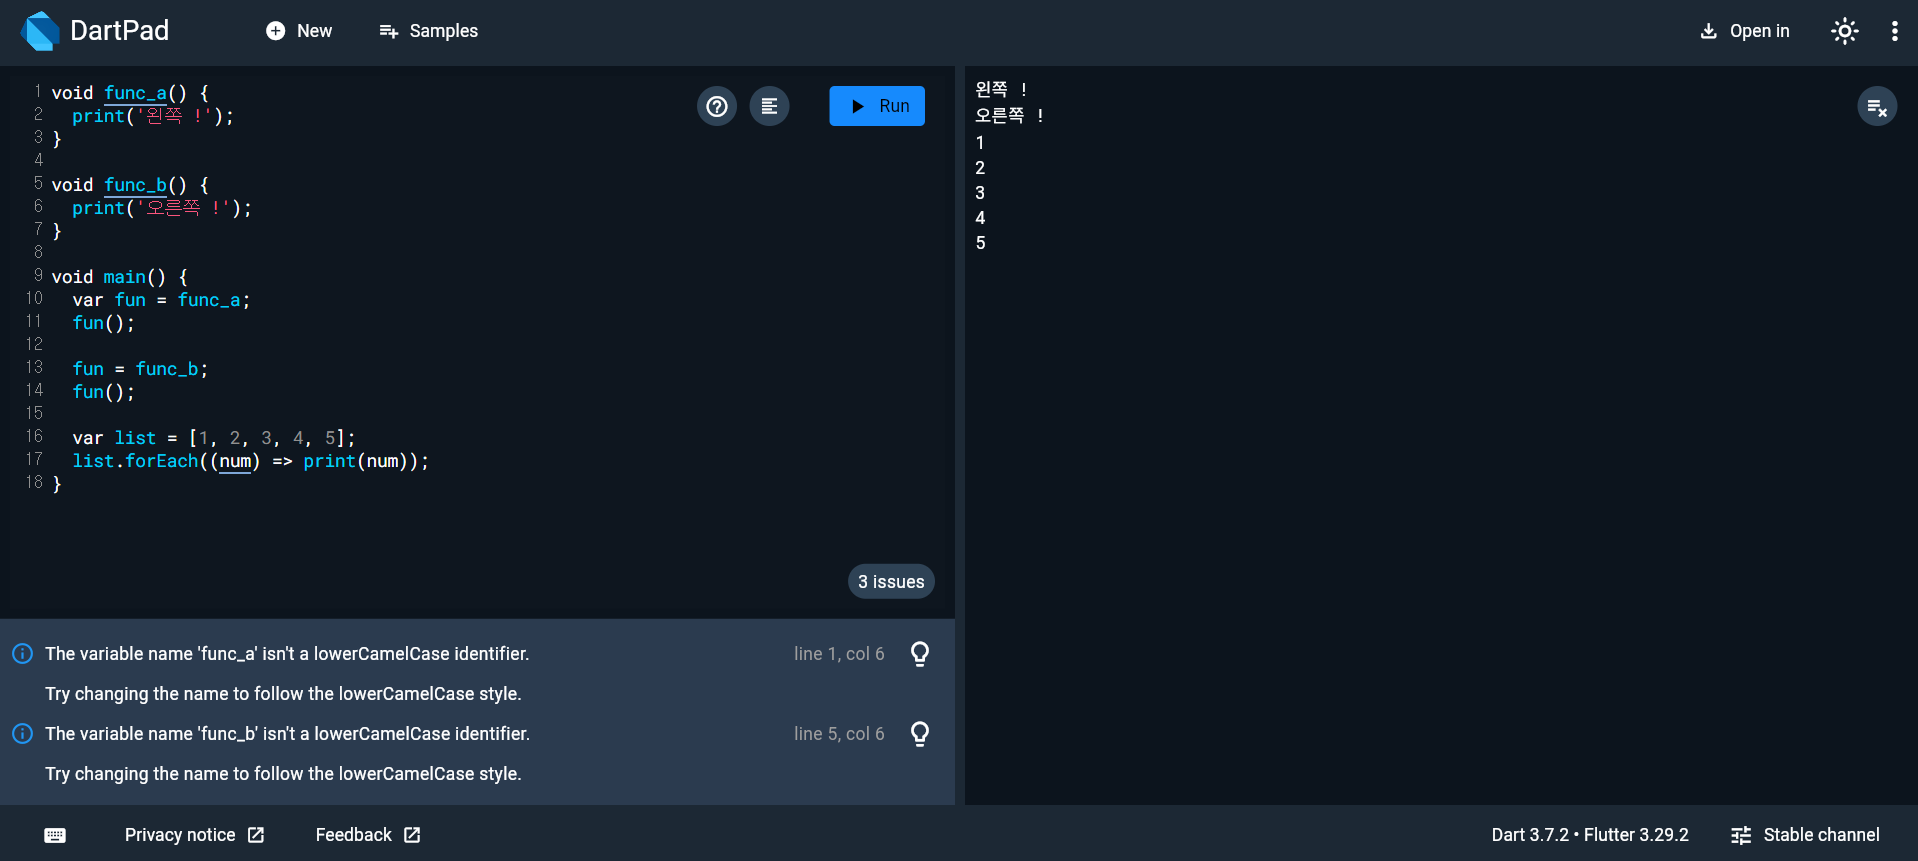 DartPad
New
Samples
Open in
1 void func_a() {
2   print('왼쪽 !');
3 }
4
5 void func_b() {
6   print('오른쪽 !');
7 }
8
9 void main() {
10   var fun = func_a;
11   fun();
12
13   fun = func_b;
14   fun();
15
16   var list = [1, 2, 3, 4, 5];
17   list.forEach((num) => print(num));
18 }
Run
3 issues
The variable name 'func_a' isn't a lowerCamelCase identifier. line 1, col 6
Try changing the name to follow the lowerCamelCase style.
The variable name 'func_b' isn't a lowerCamelCase identifier. line 5, col 6
Try changing the name to follow the lowerCamelCase style.
왼쪽 !
오른쪽 !
1
2
3
4
5
Privacy notice
Feedback
Dart 3.7.2 • Flutter 3.29.2
Stable channel